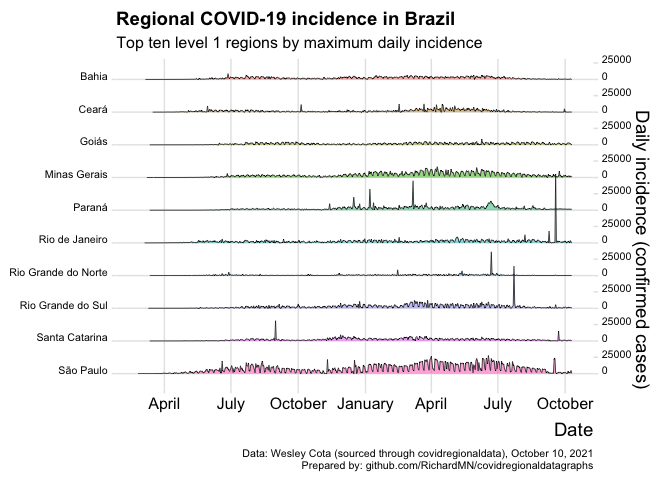 Regional COVID-19 incidence in Brazil
Top ten level 1 regions by maximum daily incidence
25000
Bahia 0
25000
Ceará 0
25000
Goiás 0
25000
Minas Gerais 0
25000
Paraná 0
25000
Rio de Janeiro 0
25000
Rio Grande do Norte 0
25000
Rio Grande do Sul 0
25000
Santa Catarina 0
25000
São Paulo 0
Daily incidence (confirmed cases)
April July October January April July October
Date
Data: Wesley Cota (sourced through covidregionaldata), October 10, 2021
Prepared by: github.com/RichardMN/covidregionaldatagraphs